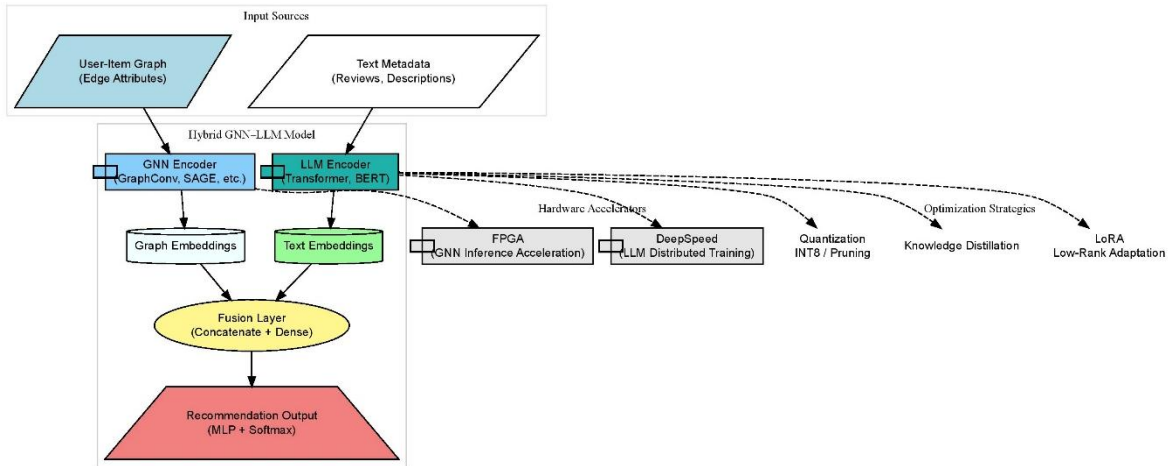 Input Sources
User-Item Graph
(Edge Attributes)
Text Metadata
(Reviews, Descriptions)
Hybrid GNN–LLM Model
GNN Encoder
(GraphConv, SAGE, etc.)
LLM Encoder
(Transformer, BERT)
Hardware Accelerators
Optimization Strategies
Graph Embeddings
Text Embeddings
FPGA
(GNN Inference Acceleration)
DeepSpeed
(LLM Distributed Training)
Quantization
INT8 / Pruning
Knowledge Distillation
LoRA
Low-Rank Adaptation
Fusion Layer
(Concatenate + Dense)
Recommendation Output
(MLP + Softmax)